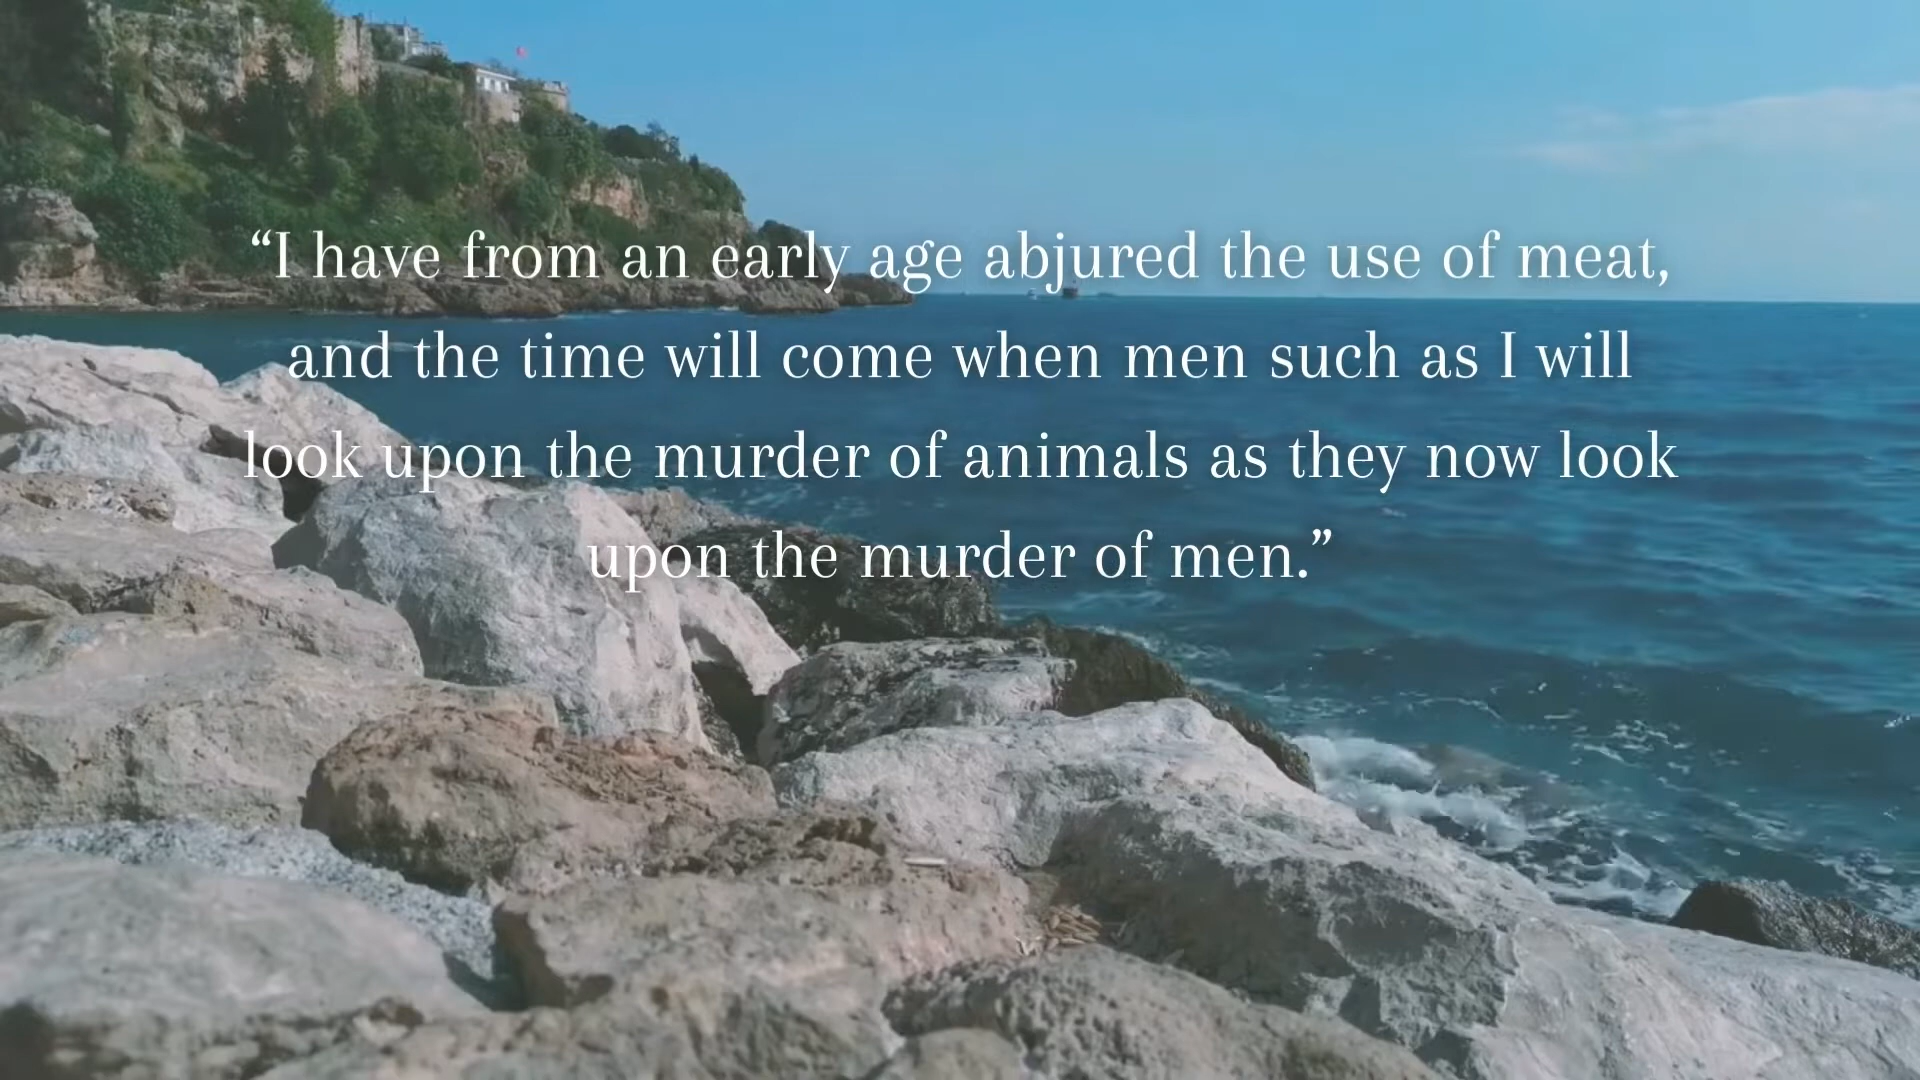 “I have from an early age abjured the use of meat,
and the time will come when men such as I will
look upon the murder of animals as they now look
upon the murder of men.”